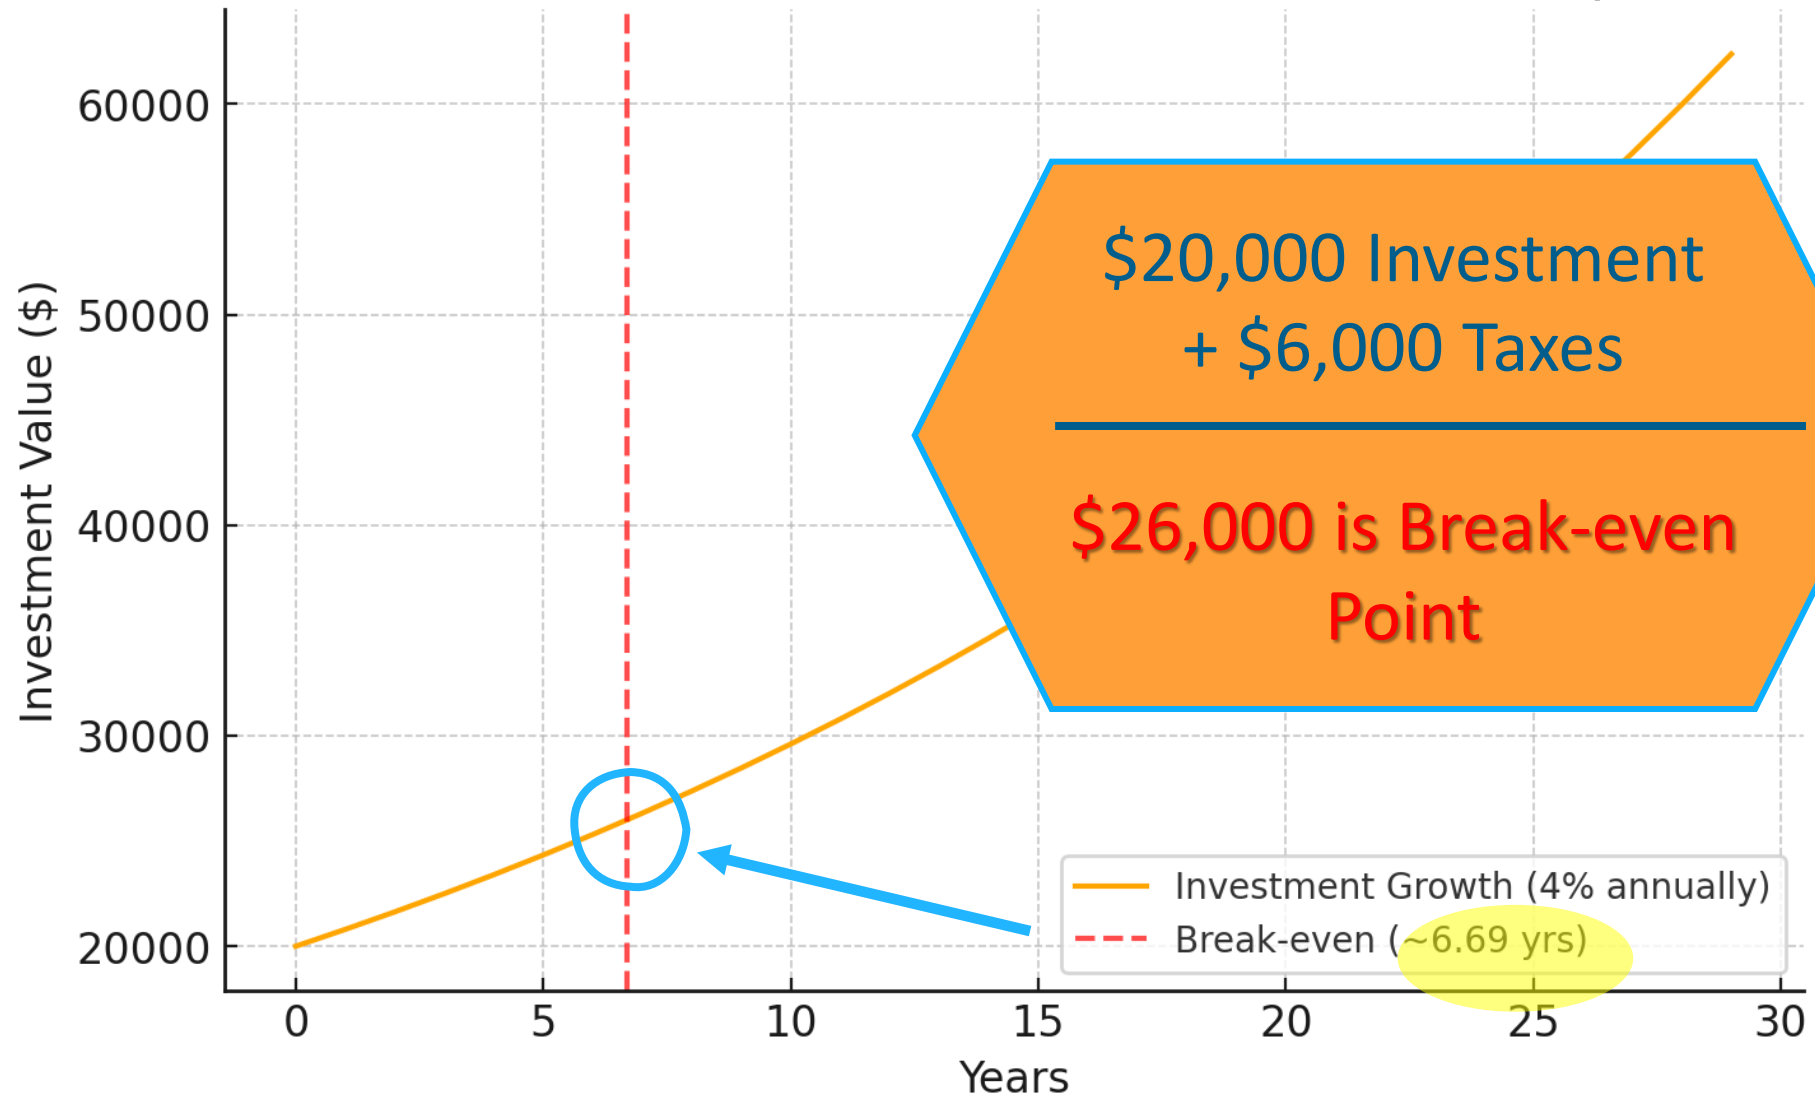 60000
50000
40000
30000
20000
Investment Value ($)
$20,000 Investment
+ $6,000 Taxes
$26,000 is Break-even
Point
Investment Growth (4% annually)
Break-even (~6.69 yrs)
0 5 10 15 20 25 30
Years